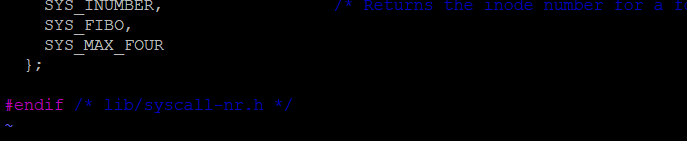 SYS_INUMBER, /* Returns the inode number for a
SYS_FIBO,
SYS_MAX_FOUR
};
#endif /* lib/syscall-nr.h */
~